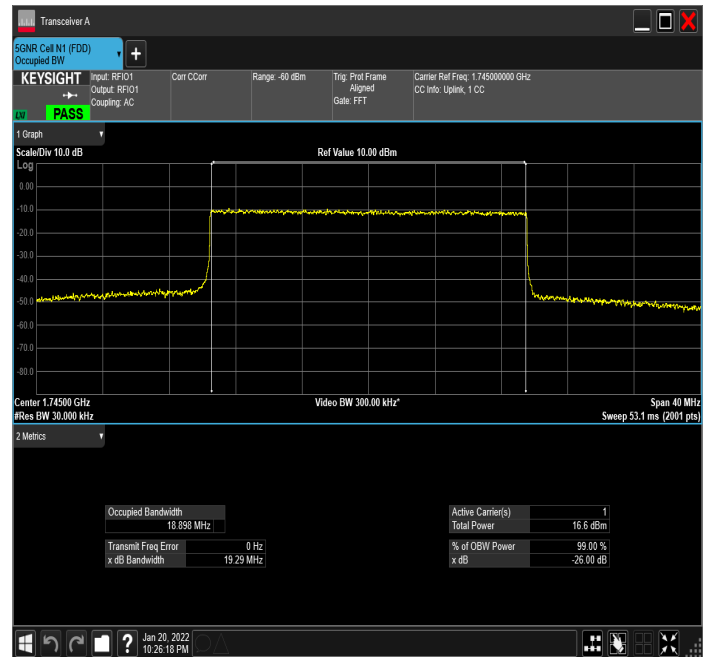 Transceiver A
5GNR Cell N1 (FDD)
Occupied BW
+
KEYSIGHT
LXI
PASS
Input: RFIO1
Output: RFIO1
Coupling: AC
Corr CCorr
Range: -60 dBm
Trig: Prot Frame
Aligned
Gate: FFT
Carrier Ref Freq: 1.745000000 GHz
CC Info: Uplink, 1 CC
1 Graph
Scale/Div 10.0 dB
Ref Value 10.00 dBm
Log
0.00
-10.0
-20.0
-30.0
-40.0
-50.0
-60.0
-70.0
-80.0
Center 1.74500 GHz
Video BW 300.00 kHz*
Span 40 MHz
#Res BW 30.000 kHz
Sweep 53.1 ms (2001 pts)
2 Metrics
Occupied Bandwidth
18.898 MHz
Transmit Freq Error 0 Hz
x dB Bandwidth 19.29 MHz
Active Carrier(s) 1
Total Power 16.6 dBm
% of OBW Power 99.00 %
x dB -26.00 dB
?
Jan 20, 2022
10:26:18 PM